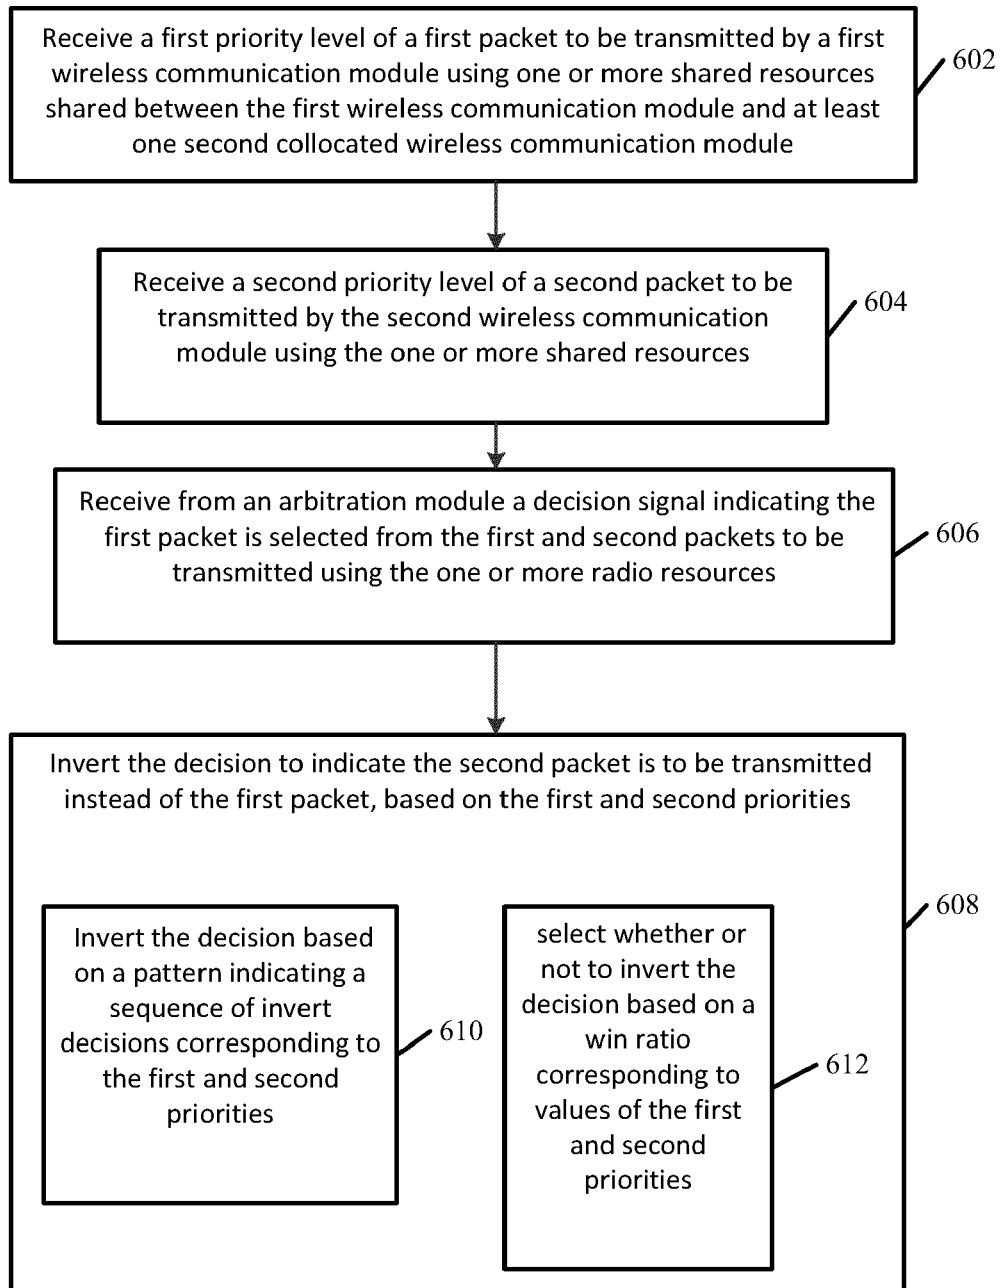 Receive a first priority level of a first packet to be transmitted by a first
wireless communication module using one or more shared resources
shared between the first wireless communication module and at least
one second collocated wireless communication module
602
Receive a second priority level of a second packet to be
transmitted by the second wireless communication
module using the one or more shared resources
604
Receive from an arbitration module a decision signal indicating the
first packet is selected from the first and second packets to be
transmitted using the one or more radio resources
606
Invert the decision to indicate the second packet is to be transmitted
instead of the first packet, based on the first and second priorities
608
Invert the decision based
on a pattern indicating a
sequence of invert
decisions corresponding to
the first and second
priorities
610
select whether or
not to invert the
decision based on a
win ratio
corresponding to
values of the first
and second
priorities
612